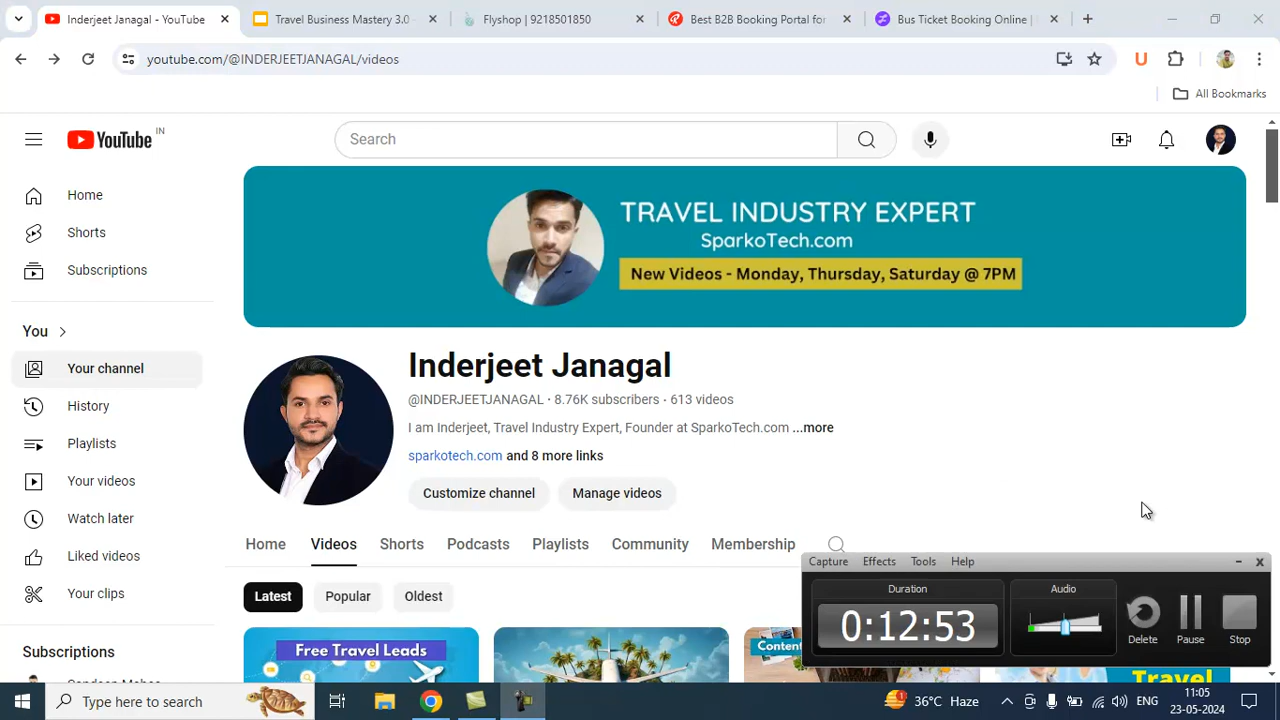 Inderjeet Janagal - YouTube
Travel Business Mastery 3.0
Flyshop | 9218501850
Best B2B Booking Portal for
Bus Ticket Booking Online |
youtube.com/@INDERJEETJANAGAL/videos
U
All Bookmarks
YouTube IN
Search
Home
Shorts
Subscriptions
You
Your channel
History
Playlists
Your videos
Watch later
Liked videos
Your clips
Subscriptions
TRAVEL INDUSTRY EXPERT
SparkoTech.com
New Videos - Monday, Thursday, Saturday @ 7PM
Inderjeet Janagal
@INDERJEETJANAGAL · 8.76K subscribers · 613 videos
I am Inderjeet, Travel Industry Expert, Founder at SparkoTech.com ...more
sparkotech.com and 8 more links
Customize channel
Manage videos
Home Videos Shorts Podcasts Playlists Community Membership
Latest Popular Oldest
Free Travel Leads
Content
Travel
Capture Effects Tools Help
Duration
0:12:53
Audio
Delete
Pause
Stop
Type here to search
1
36°C Haze
ENG
11:05
23-05-2024